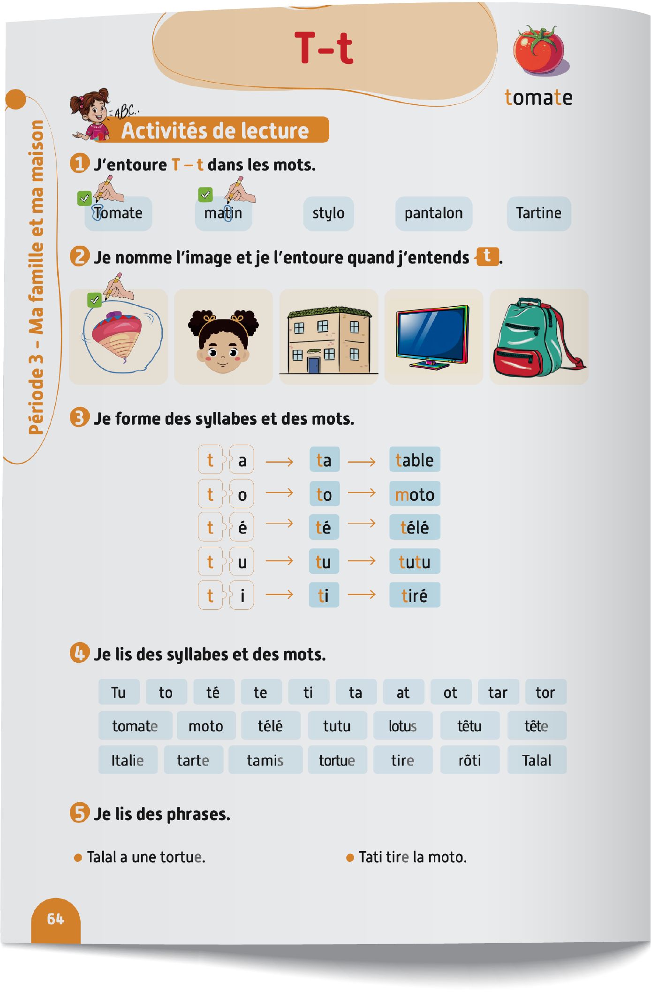 T-t
tomate
A.B.C..
Activités de lecture
Période 3 - Ma famille et ma maison
1 J'entoure T – t dans les mots.
Tomate matin stylo pantalon Tartine
2 Je nomme l'image et je l'entoure quand j'entends t.
3 Je forme des syllabes et des mots.
t a ta table
t o to moto
t é té télé
t u tu tutu
t i ti tiré
4 Je lis des syllabes et des mots.
Tu to té te ti ta at ot tar tor
tomate moto télé tutu lotus têtu tête
Italie tarte tamis tortue tire rôti Talal
5 Je lis des phrases.
Talal a une tortue. Tati tire la moto.
64